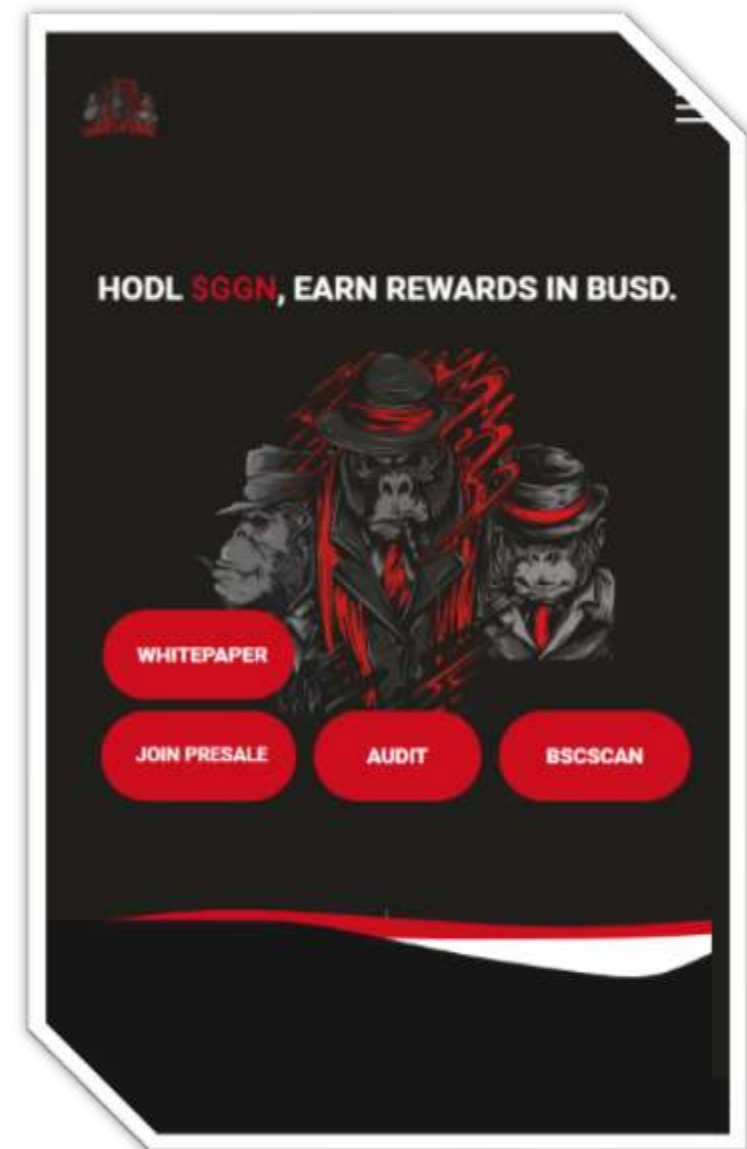 HODL $GGN, EARN REWARDS IN BUSD.
WHITEPAPER
JOIN PRESALE
AUDIT
BSCSCAN